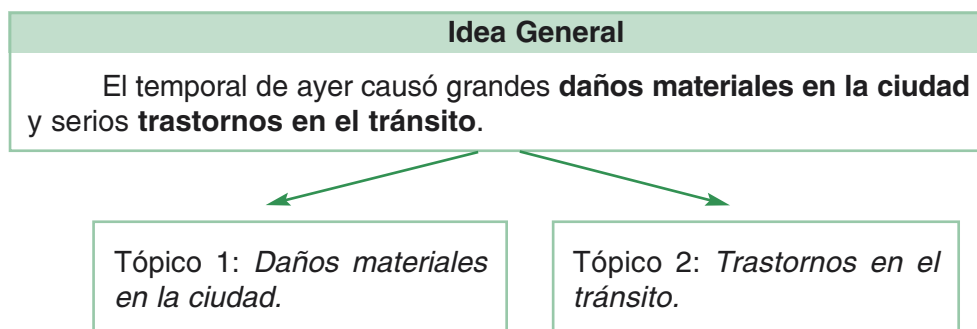 Idea General
El temporal de ayer causó grandes daños materiales en la ciudad
y serios trastornos en el tránsito.
Tópico 1: Daños materiales
en la ciudad.
Tópico 2: Trastornos en el
tránsito.